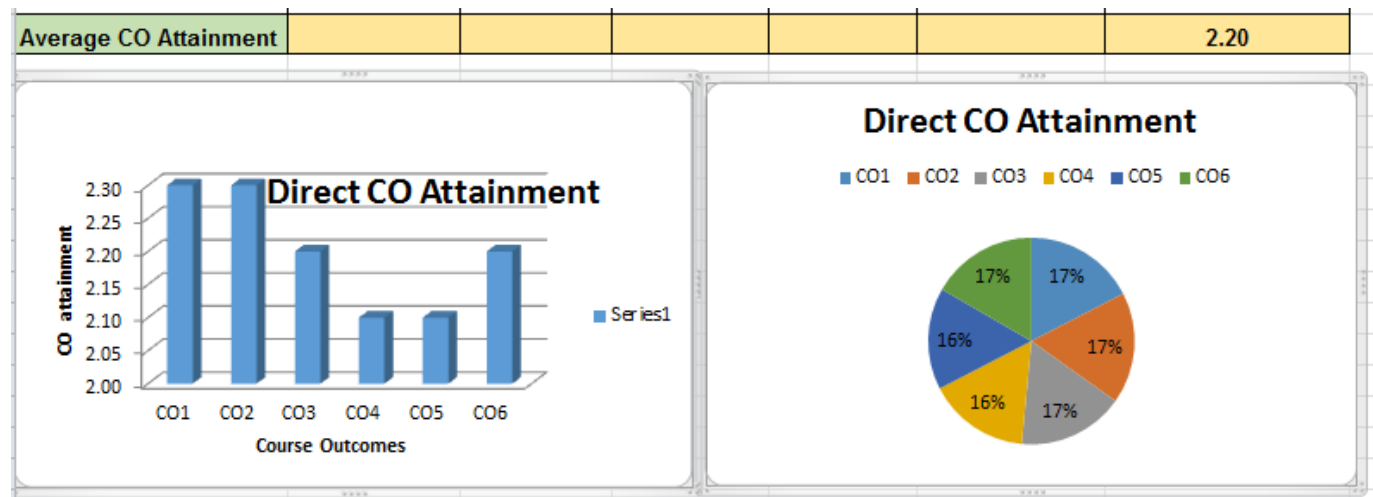 Average CO Attainment 2.20
Direct CO Attainment
2.30
2.25
2.20
2.15
2.10
2.05
2.00
CO attainment
CO1 CO2 CO3 CO4 CO5 CO6
Course Outcomes
Series1
Direct CO Attainment
CO1 CO2 CO3 CO4 CO5 CO6
17% 17%
16% 17%
16% 17%